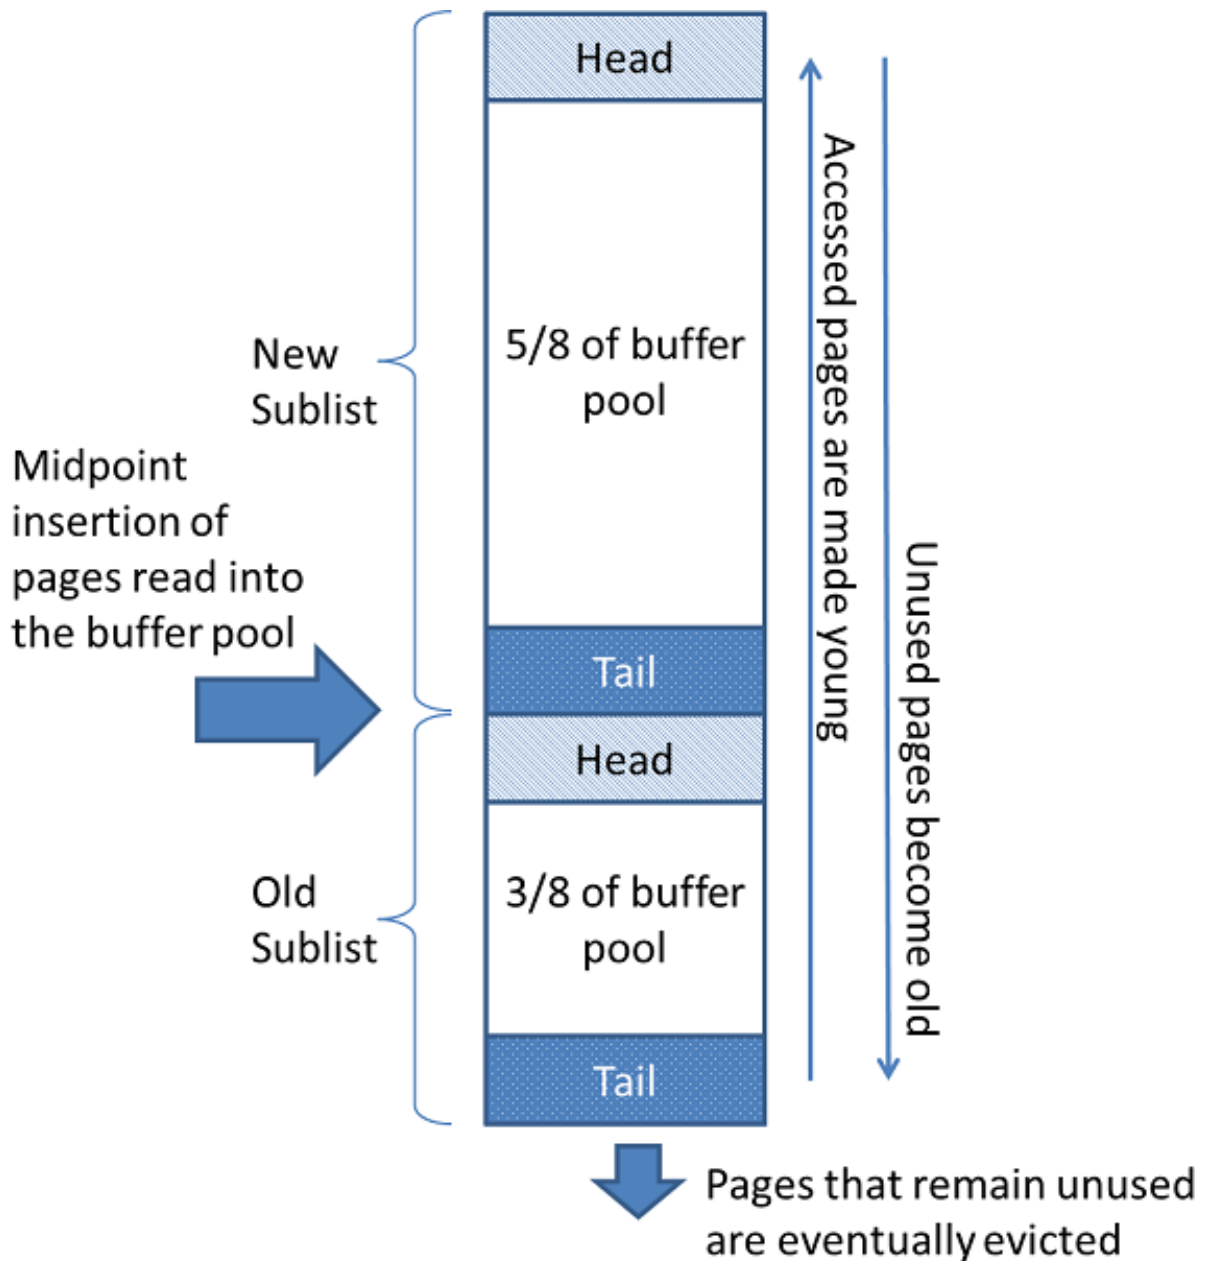 Head
5/8 of buffer
pool
New
Sublist
Midpoint
insertion of
pages read into
the buffer pool
Tail
Head
3/8 of buffer
pool
Old
Sublist
Tail
Accessed pages are made young
Unused pages become old
Pages that remain unused
are eventually evicted